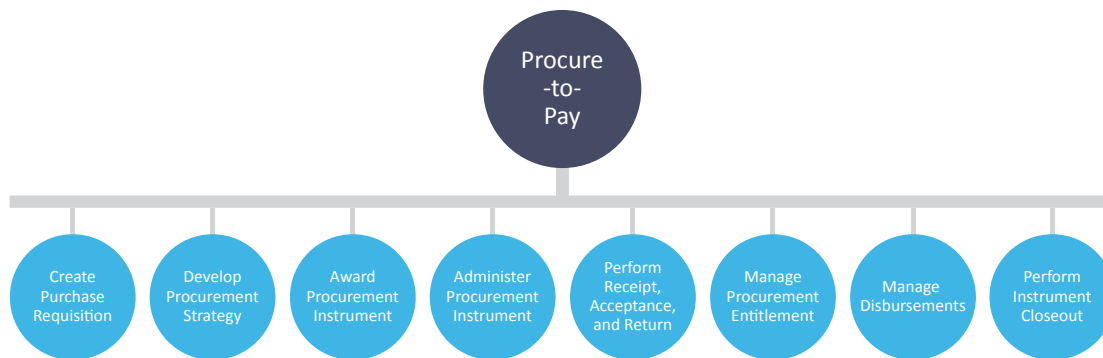 Procure
-to-
Pay
Create
Purchase
Requisition
Develop
Procurement
Strategy
Award
Procurement
Instrument
Administer
Procurement
Instrument
Perform
Receipt,
Acceptance,
and Return
Manage
Procurement
Entitlement
Manage
Disbursements
Perform
Instrument
Closeout